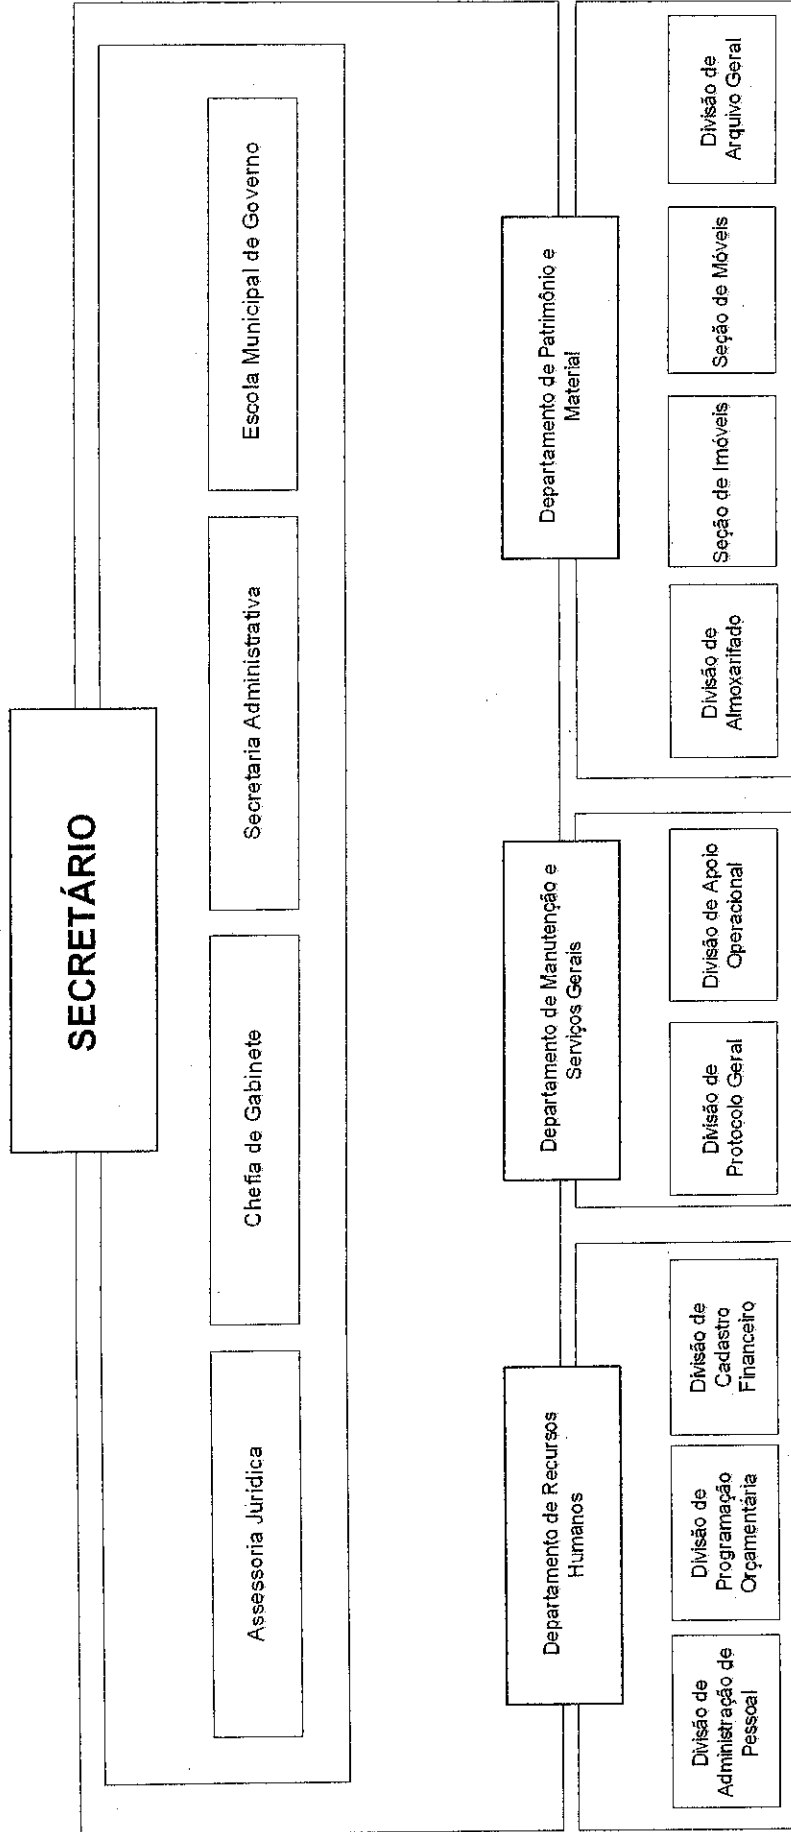 SECRETÁRIO
Assessoria Jurídica
Chefia de Gabinete
Secretaria Administrativa
Escola Municipal de Governo
Departamento de Recursos
Humanos
Departamento de Manutenção e
Serviços Gerais
Departamento de Patrimônio e
Material
Divisão de
Administração de
Pessoal
Divisão de
Programação
Orçamentária
Divisão de
Cadastro
Financeiro
Divisão de
Protocolo Geral
Divisão de Apoio
Operacional
Divisão de
Almoxarifado
Seção de Imóveis
Seção de Móveis
Divisão de
Arquivo Geral